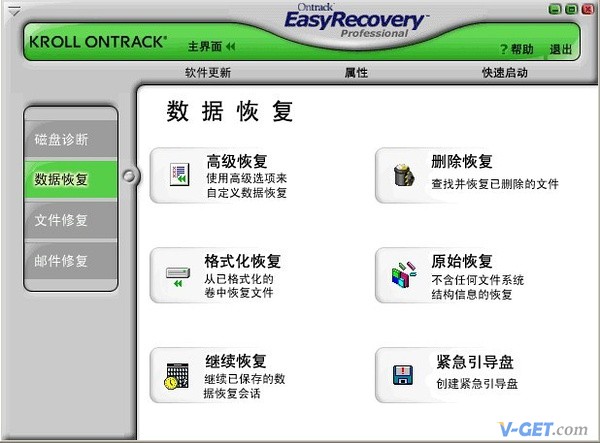 Ontrack®
EasyRecovery™
Professional
KROLL ONTRACK®
主界面
?帮助 退出
软件更新 属性 快速启动
数据恢复
磁盘诊断
数据恢复
文件修复
邮件修复
高级恢复
使用高级选项来
自定义数据恢复
删除恢复
查找并恢复已删除的文件
格式化恢复
从已格式化的
卷中恢复文件
原始恢复
不含任何文件系统
结构信息的恢复
继续恢复
继续已保存的数
据恢复会话
紧急引导盘
创建紧急引导盘
V-GET.com